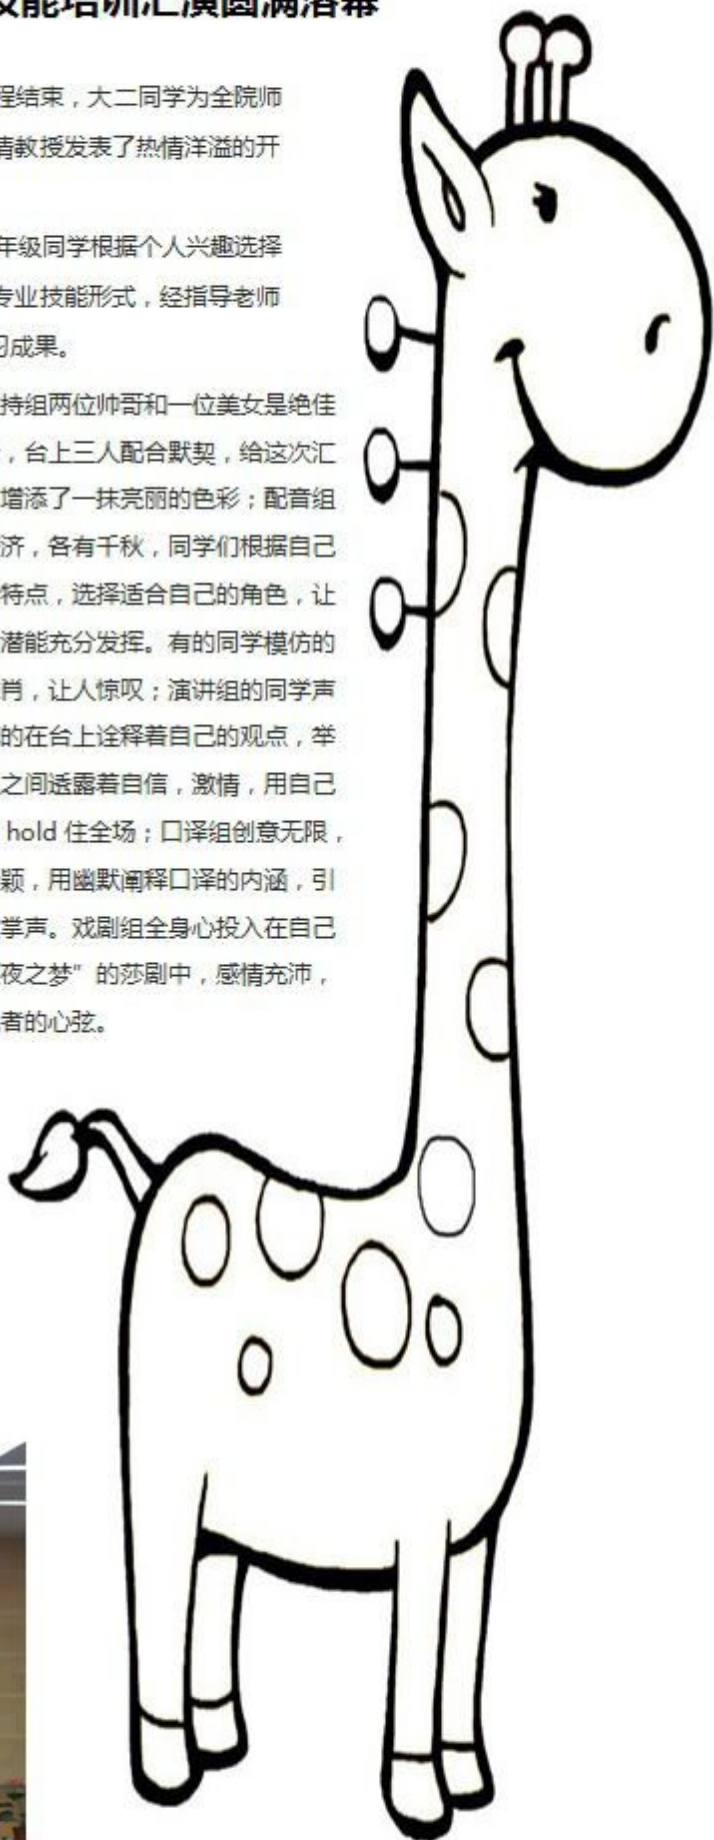 技能培训汇演圆满落幕
程结束，大二同学为全院师
教授发表了热情洋溢的开
年级同学根据个人兴趣选择
专业技能形式，经指导老师
习成果。
持组两位帅哥和一位美女是绝佳
，台上三人配合默契，给这次汇
增添了一抹亮丽的色彩；配音组
济，各有千秋，同学们根据自己
特点，选择适合自己的角色，让
潜能充分发挥。有的同学模仿的
肖，让人惊叹；演讲组的同学声
的在台上诠释着自己的观点，举
之间透露着自信，激情，用自己
hold 住全场；口译组创意无限，
颖，用幽默阐释口译的内涵，引
掌声。戏剧组全身心投入在自己
夜之梦”的莎剧中，感情充沛，
者的心弦。